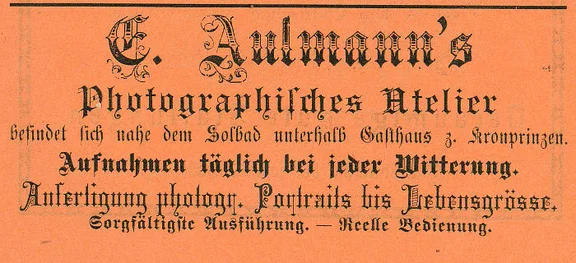 E. Aulmann's
Photographisches Atelier
befindet sich nahe dem Solbad unterhalb Gasthaus z. Kronprinzen.
Aufnahmen täglich bei jeder Witterung.
Anfertigung photogr. Portraits bis Lebensgrösse.
Sorgfältigste Ausführung. — Reelle Bedienung.